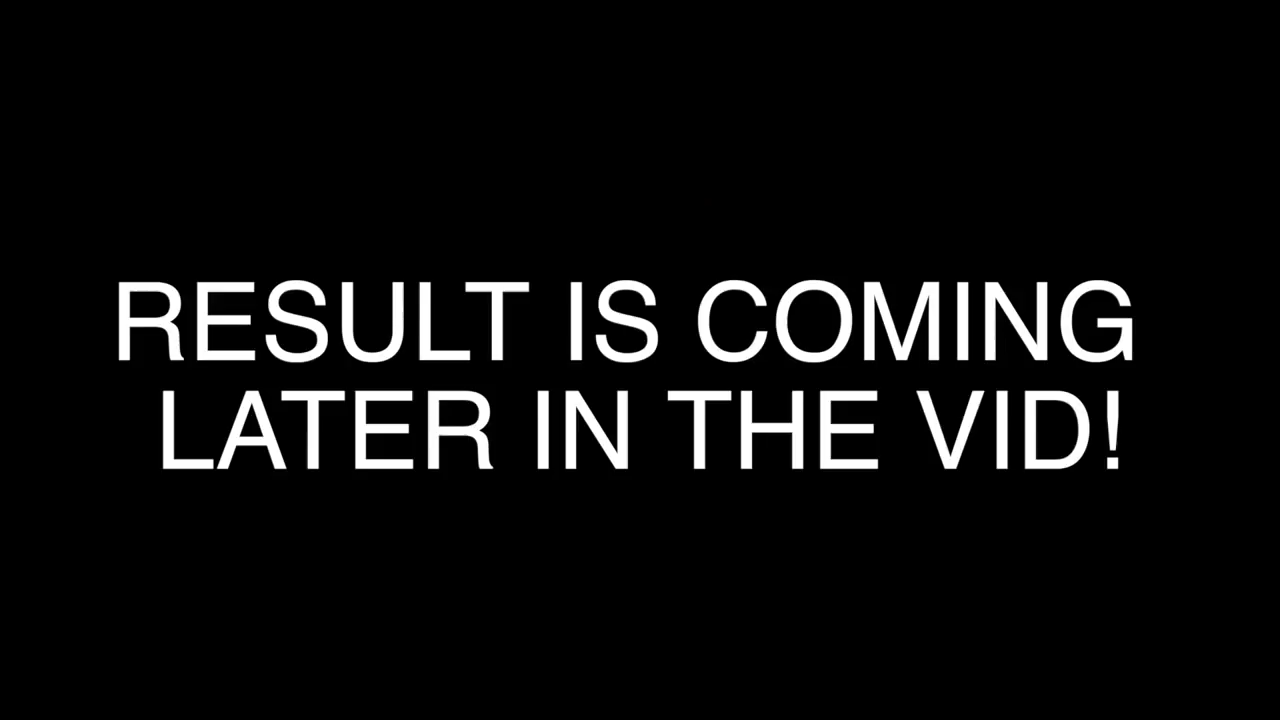 RESULT IS COMING
LATER IN THE VID!